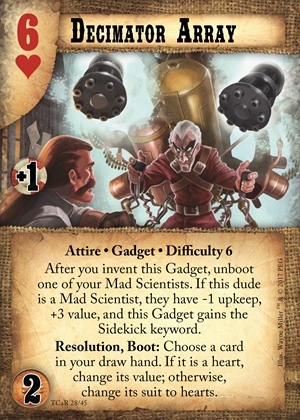 6
Decimator Array
+1
Attire • Gadget • Difficulty 6
After you invent this Gadget, unboot
one of your Mad Scientists. If this dude
is a Mad Scientist, they have -1 upkeep,
+3 value, and this Gadget gains the
Sidekick keyword.
Resolution, Boot: Choose a card
in your draw hand. If it is a heart,
change its value; otherwise,
change its suit to hearts.
2
TCaR 28/45